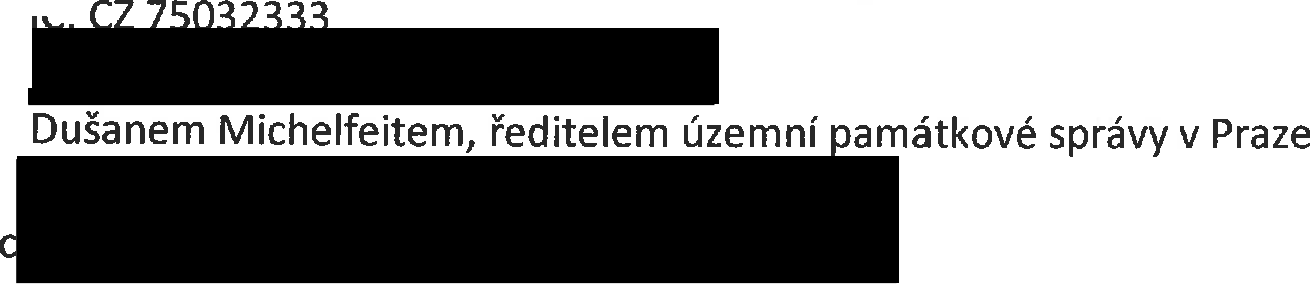 CZ 75032333
Dušanem Michelfeitem, ředitelem územní památkové správy v Praze
c